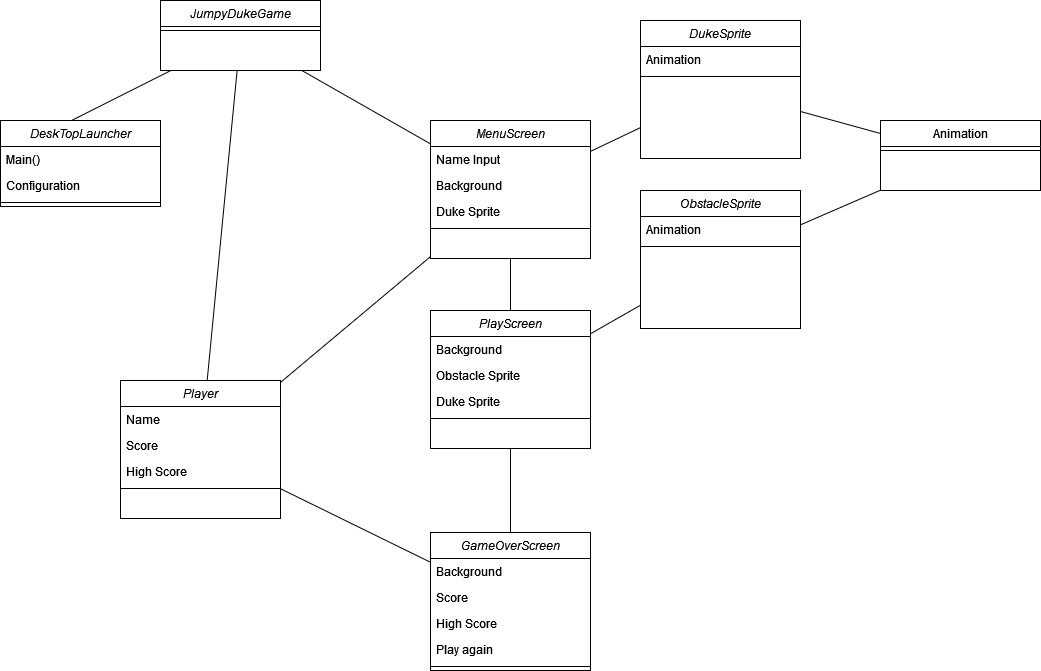 JumpyDukeGame
DeskTopLauncher
Main()
Configuration
MenuScreen
Name Input
Background
Duke Sprite
DukeSprite
Animation
Animation
ObstacleSprite
Animation
PlayScreen
Background
Obstacle Sprite
Duke Sprite
Player
Name
Score
High Score
GameOverScreen
Background
Score
High Score
Play again